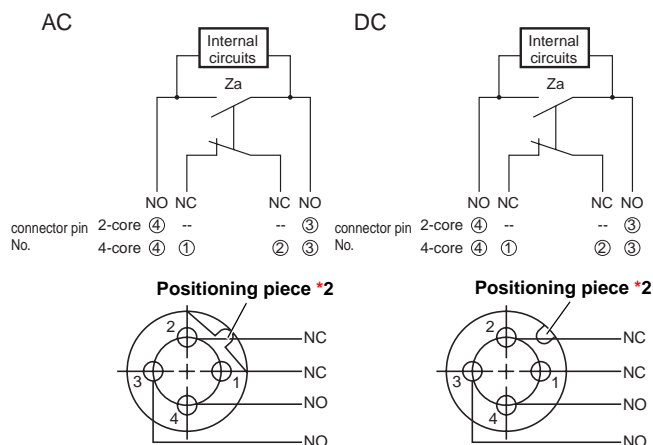 AC
Internal
circuits
Za
NO NC NC NO
connector pin
No.
2-core ④ -- -- ③
4-core ④ ① ② ③
Positioning piece *2
2
1
3
4
NC
NC
NO
NO
DC
Internal
circuits
Za
NO NC NC NO
connector pin
No.
2-core ④ -- -- ③
4-core ④ ① ② ③
Positioning piece *2
2
1
3
4
NC
NC
NO
NO